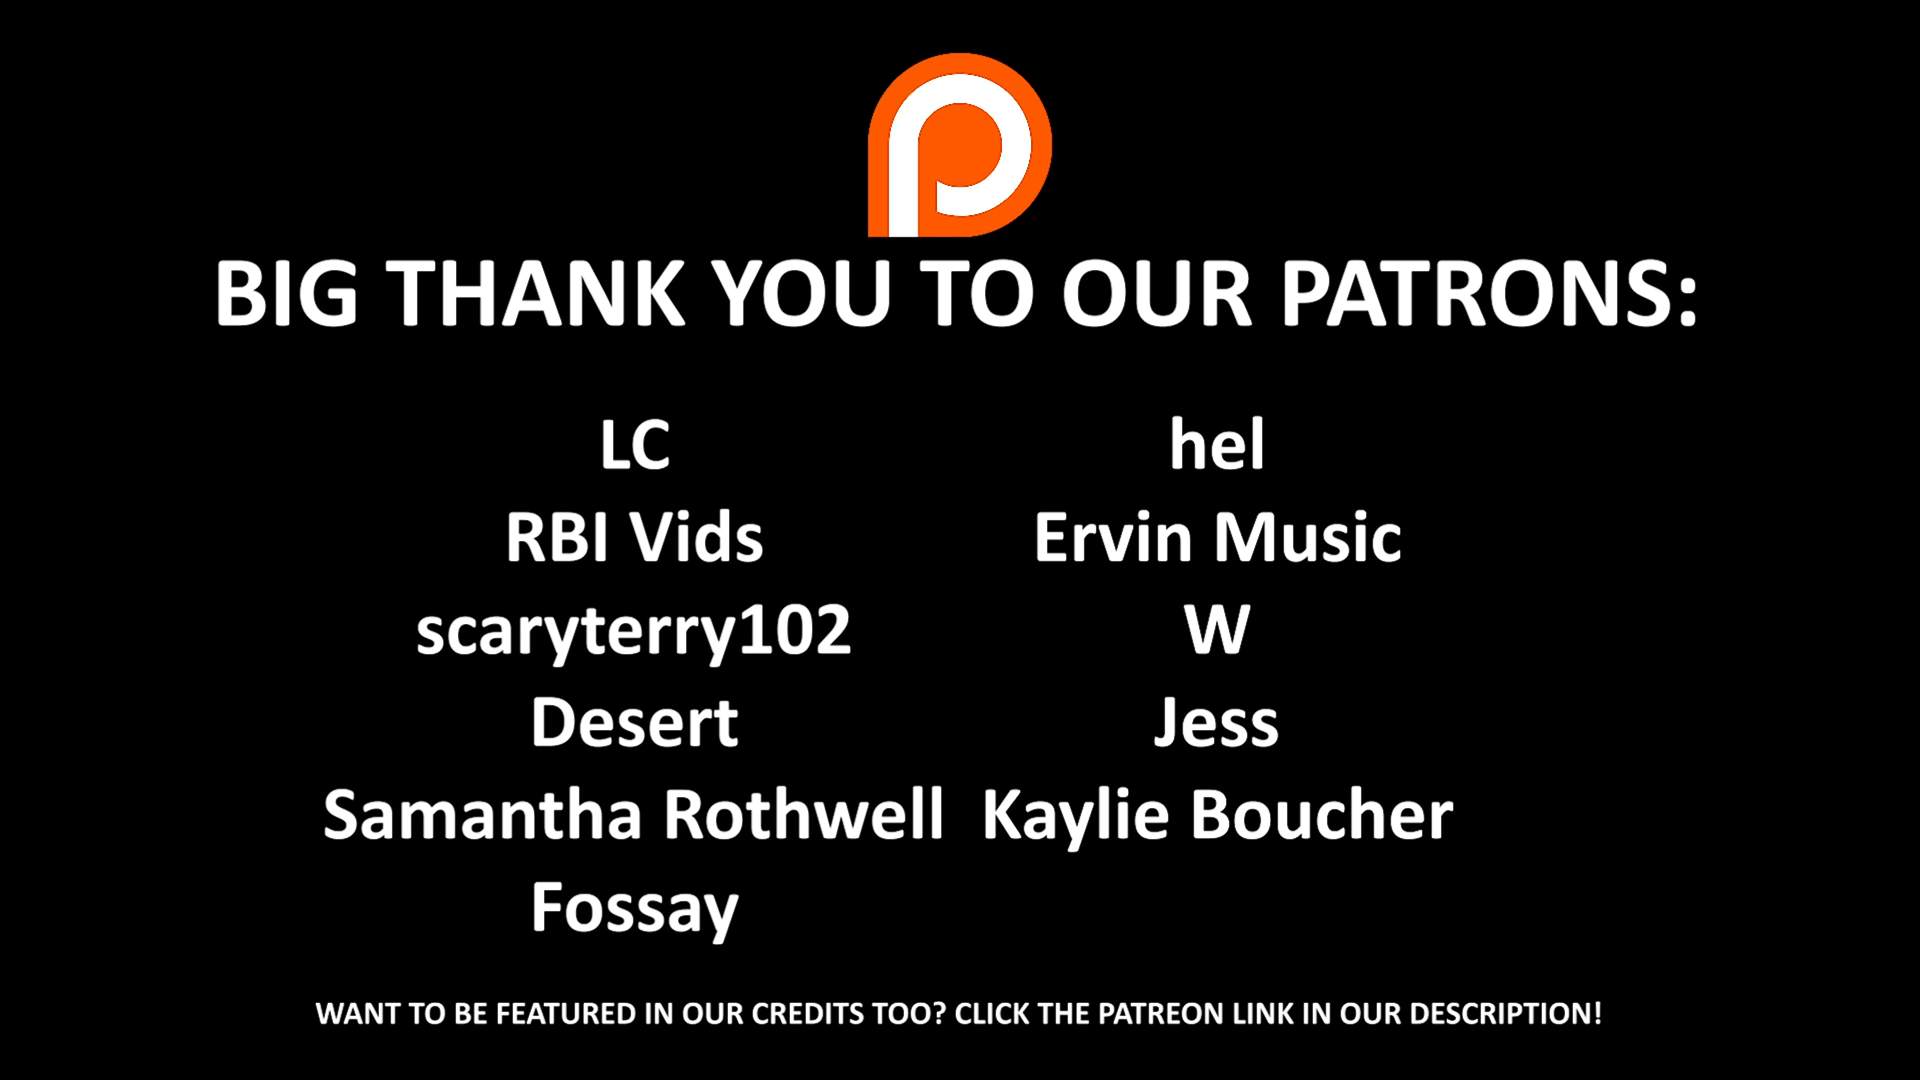 BIG THANK YOU TO OUR PATRONS:
LC
RBI Vids
scaryterry102
Desert
Samantha Rothwell
Fossay
hel
Ervin Music
W
Jess
Kaylie Boucher
WANT TO BE FEATURED IN OUR CREDITS TOO? CLICK THE PATREON LINK IN OUR DESCRIPTION!